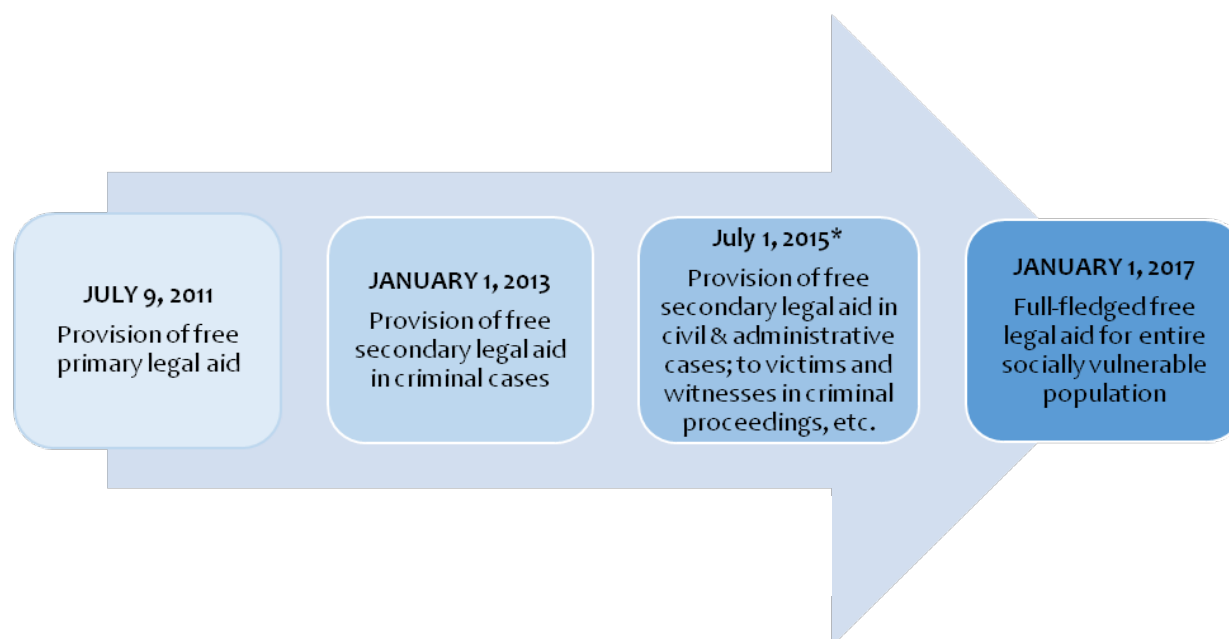 JULY 9, 2011
Provision of free
primary legal aid
JANUARY 1, 2013
Provision of free
secondary legal aid
in criminal cases
July 1, 2015*
Provision of free
secondary legal aid in
civil & administrative
cases; to victims and
witnesses in criminal
proceedings, etc.
JANUARY 1, 2017
Full-fledged free
legal aid for entire
socially vulnerable
population